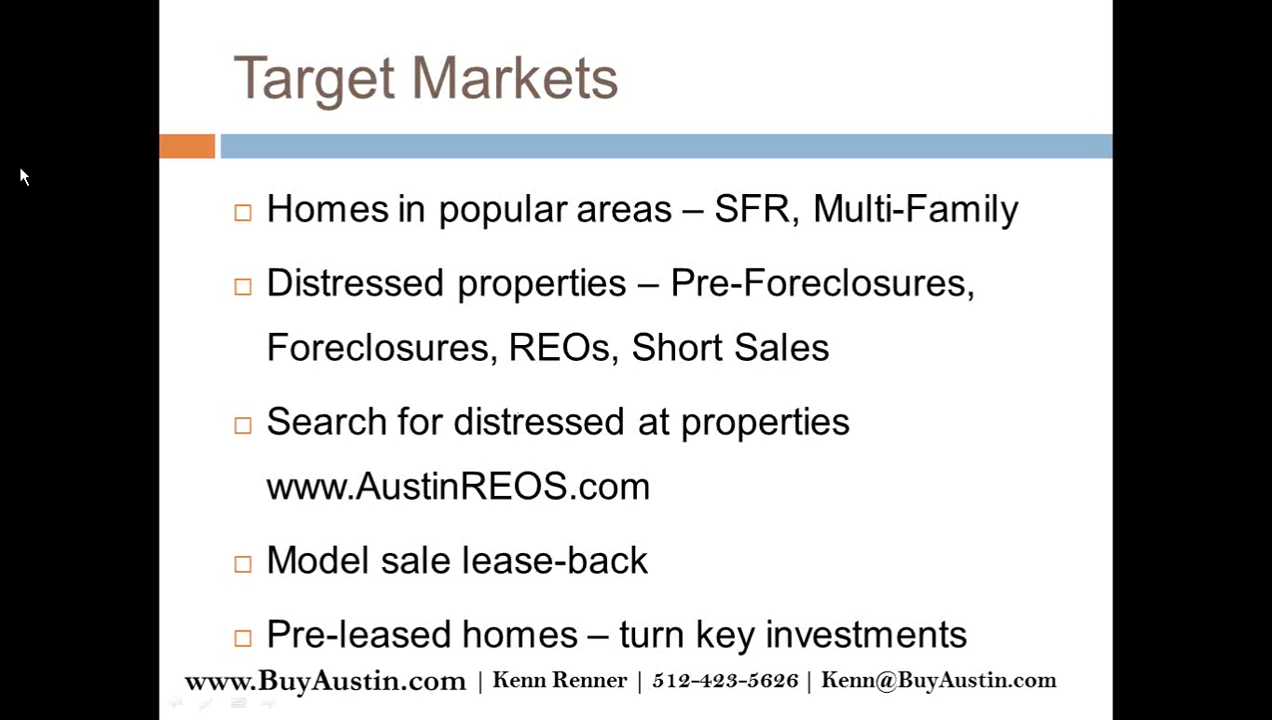 Target Markets
Homes in popular areas – SFR, Multi-Family
Distressed properties – Pre-Foreclosures,
Foreclosures, REOs, Short Sales
Search for distressed at properties
www.AustinREOS.com
Model sale lease-back
Pre-leased homes – turn key investments
www.BuyAustin.com | Kenn Renner | 512-423-5626 | Kenn@BuyAustin.com